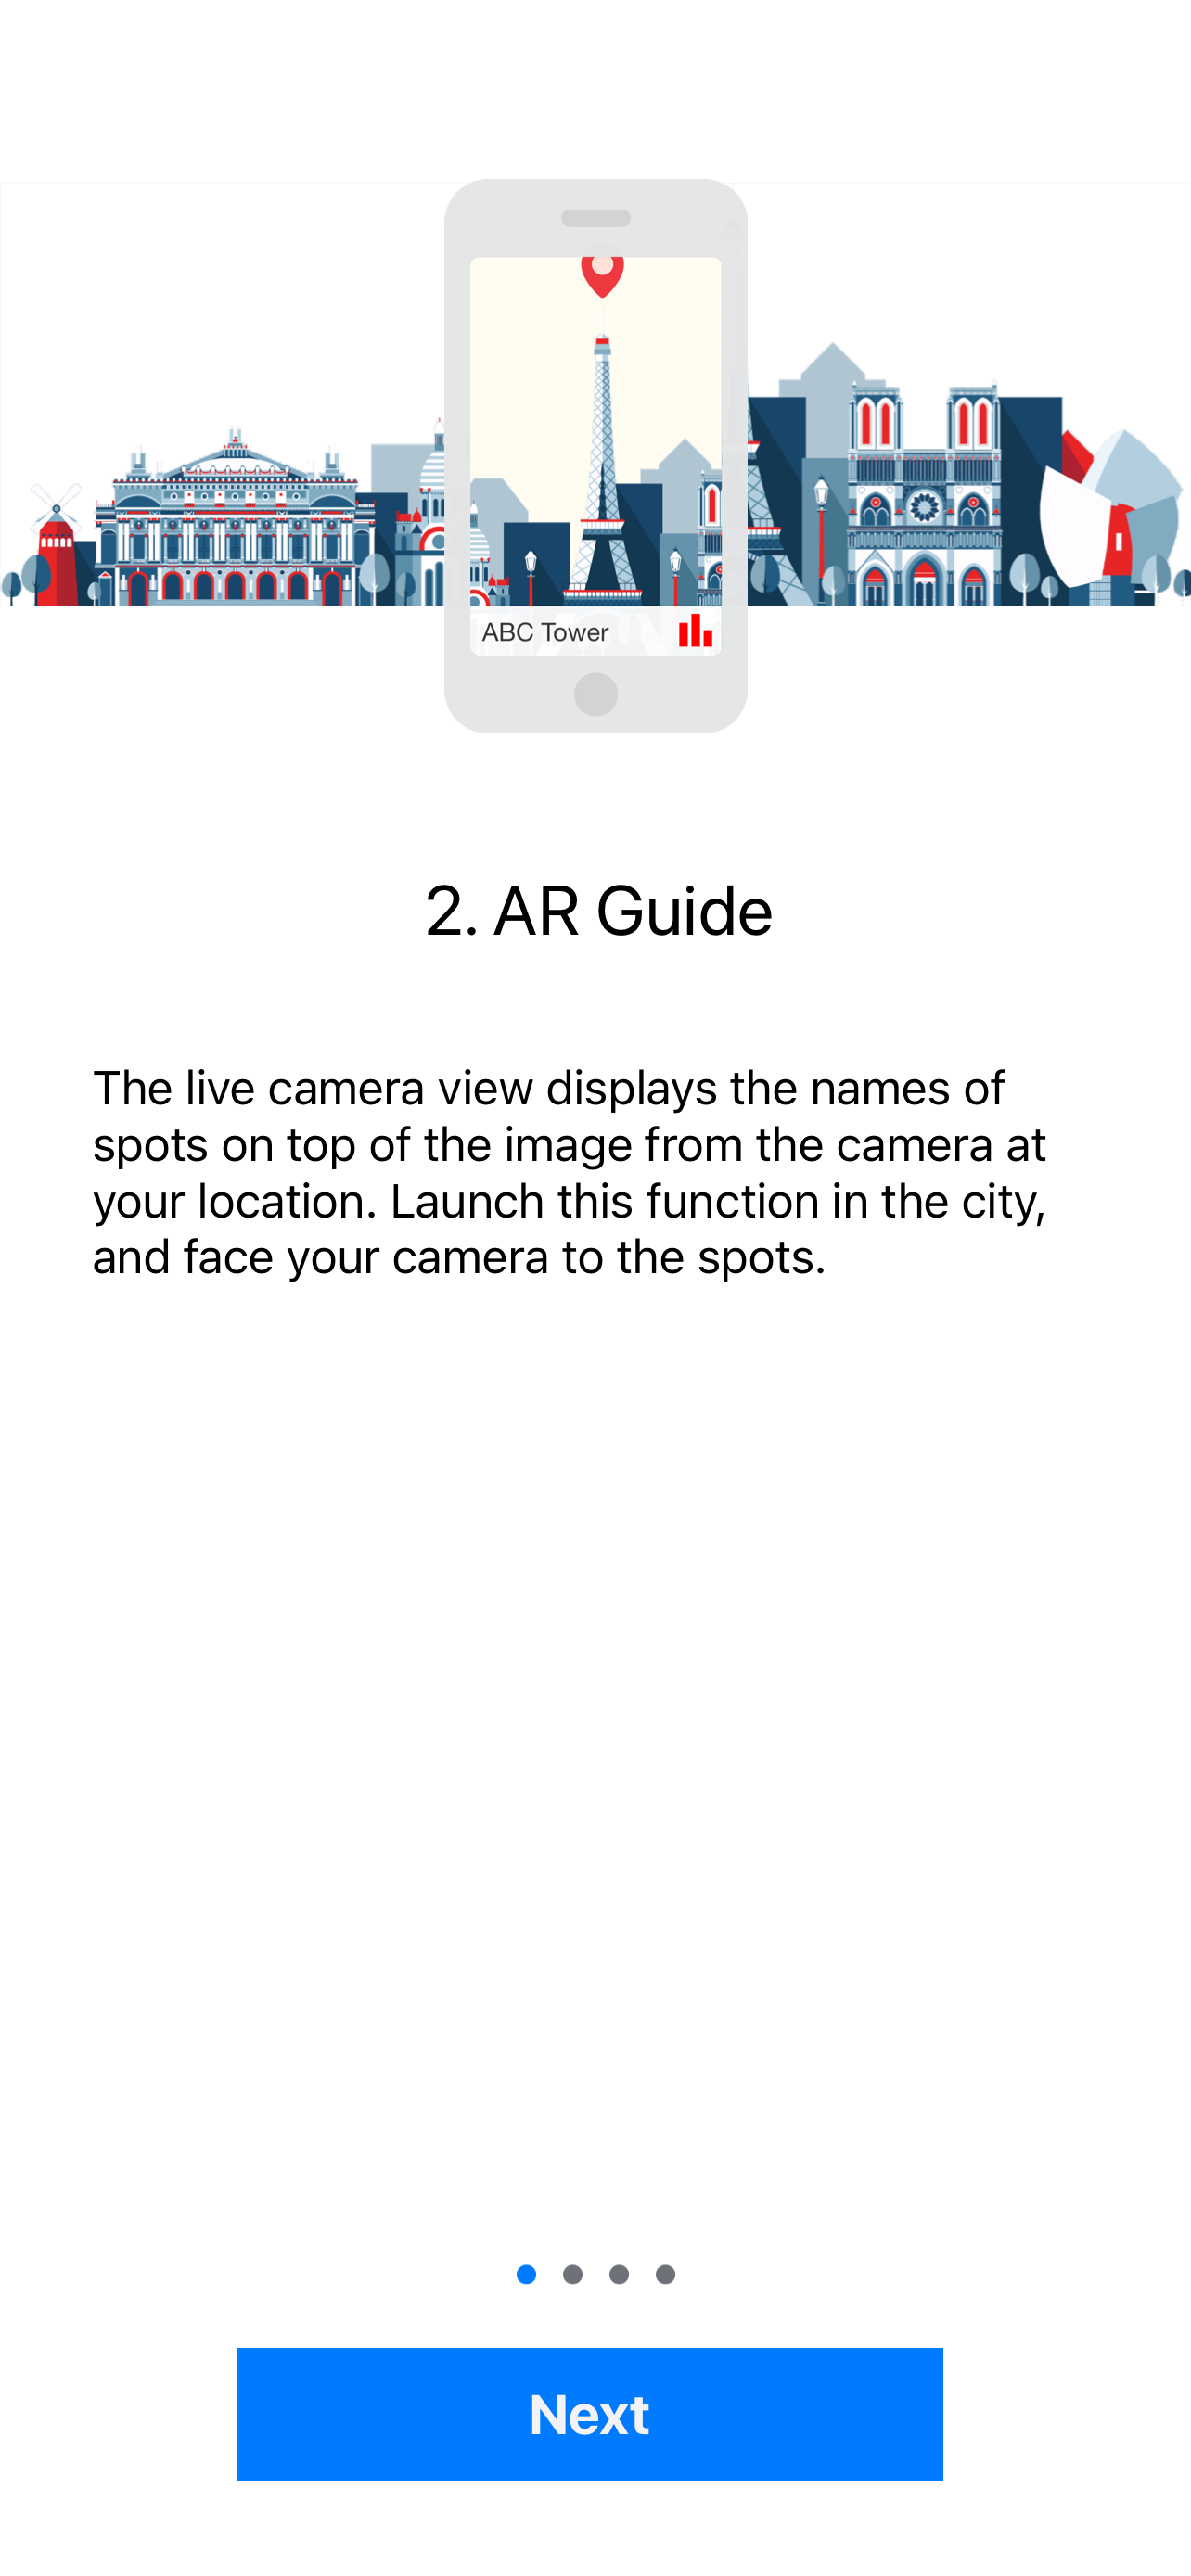 ABC Tower
2. AR Guide
The live camera view displays the names of
spots on top of the image from the camera at
your location. Launch this function in the city,
and face your camera to the spots.
Next